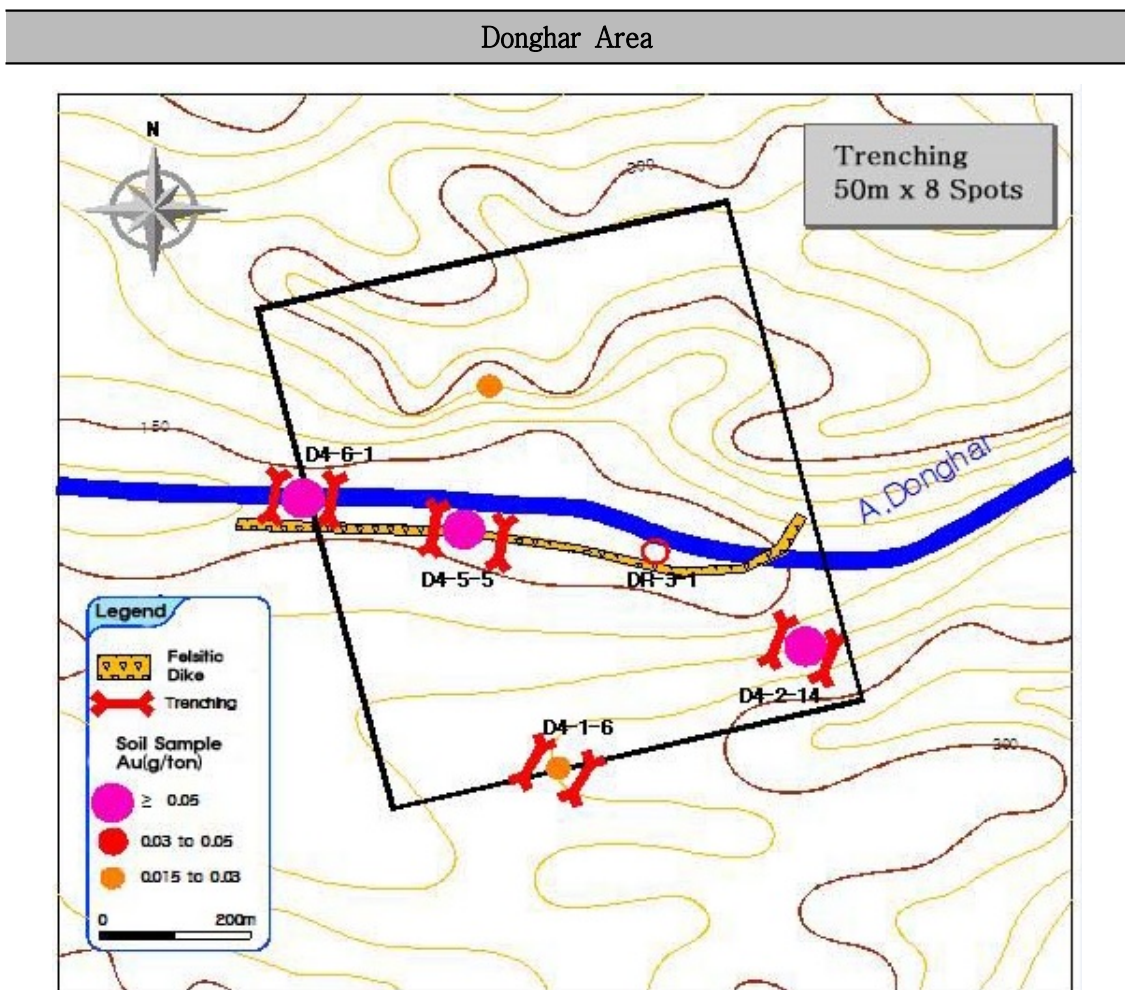 Donghar Area
N
Trenching
50m x 8 Spots
200
150
D4-6-1
A.Donghar
D4-5-5
DR-3-1
D4-2-14
D4-1-6
200
Legend
Felsitic
Dike
Trenching
Soil Sample
Au(g/ton)
≥ 0.05
0.03 to 0.05
0.015 to 0.03
0 200m